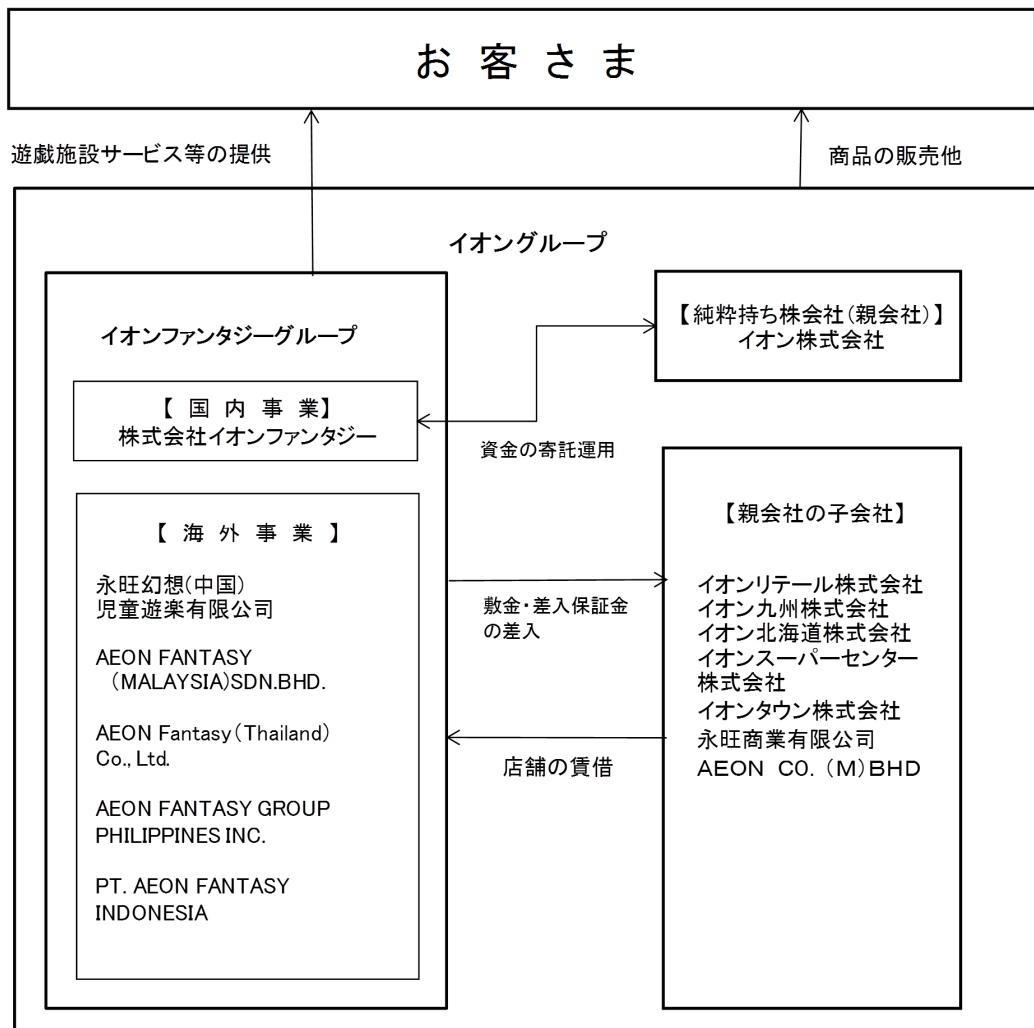 お 客 さ ま
遊戯施設サービス等の提供
商品の販売他
イオングループ
イオンファンタジーグループ
【 国 内 事 業】
株式会社イオンファンタジー
【純粋持ち株会社(親会社)】
イオン株式会社
資金の寄託運用
【 海 外 事 業 】
永旺幻想(中国)
児童遊楽有限公司
AEON FANTASY
(MALAYSIA)SDN.BHD.
AEON Fantasy(Thailand)
Co., Ltd.
AEON FANTASY GROUP
PHILIPPINES INC.
PT. AEON FANTASY
INDONESIA
敷金・差入保証金
の差入
店舗の賃借
【親会社の子会社】
イオンリテール株式会社
イオン九州株式会社
イオン北海道株式会社
イオンスーパーセンター
株式会社
イオンタウン株式会社
永旺商業有限公司
AEON CO. (M)BHD